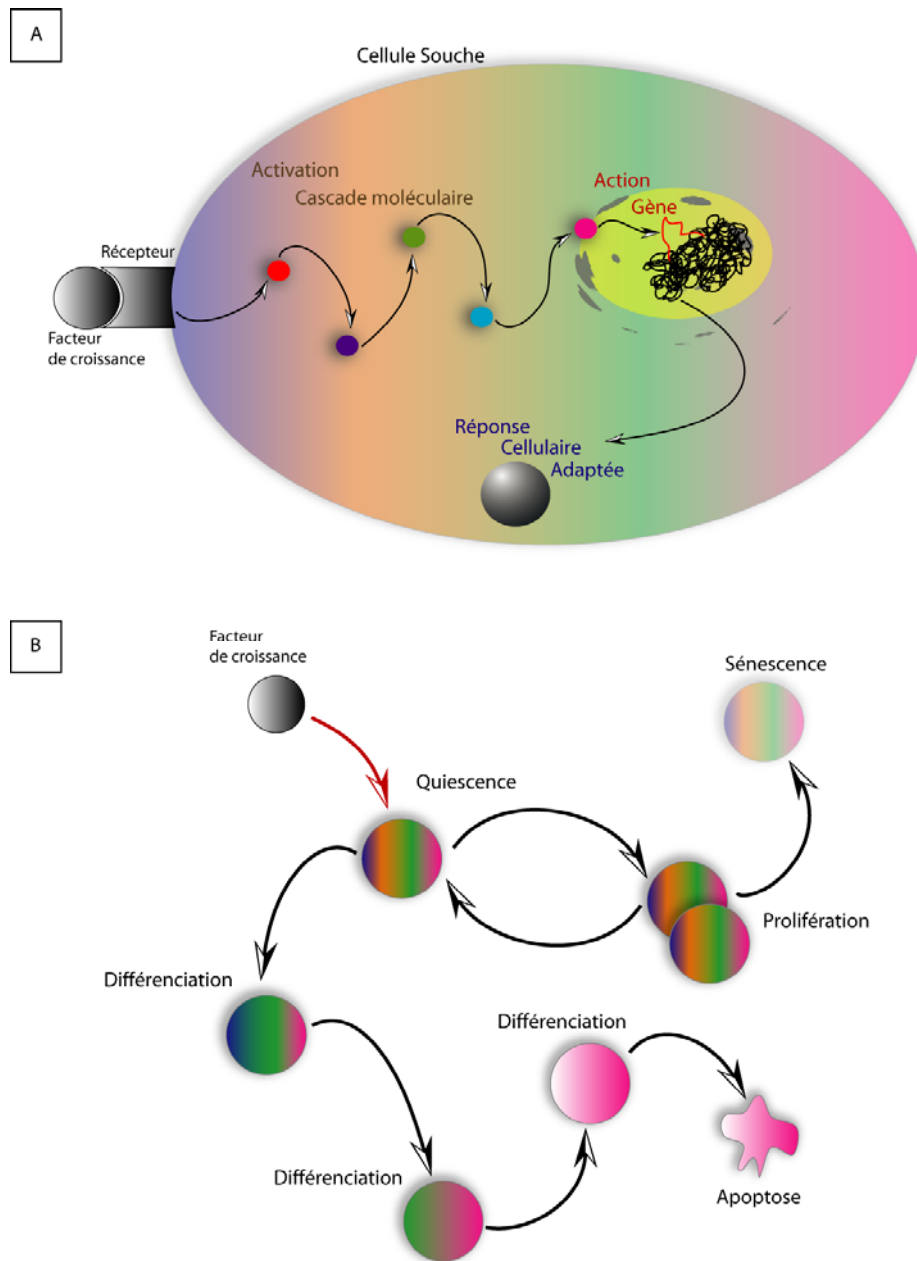 A
Cellule Souche
Activation
Cascade moléculaire
Action
Gène
Récepteur
Facteur
de croissance
Réponse
Cellulaire
Adaptée
B
Facteur
de croissance
Sénescence
Quiescence
Prolifération
Différenciation
Différenciation
Différenciation
Apoptose